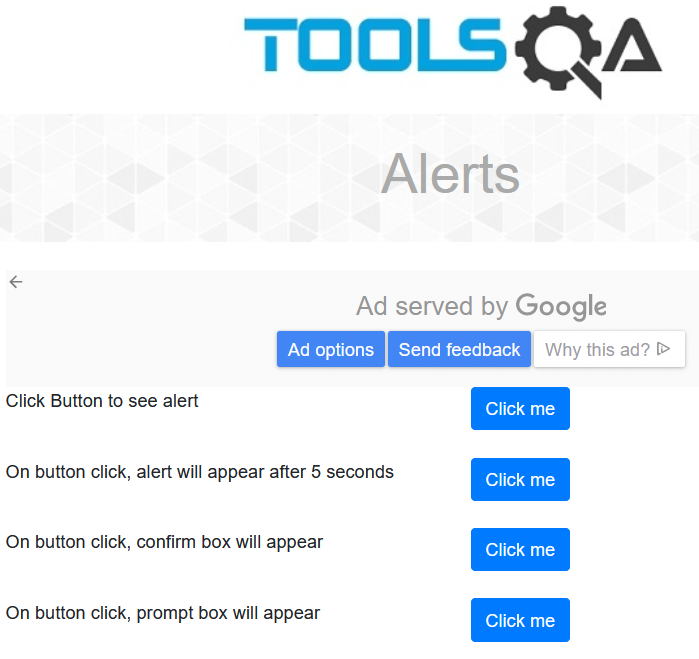 TOOLSQA
Alerts
Ad served by Google
Ad options Send feedback Why this ad?
Click Button to see alert Click me
On button click, alert will appear after 5 seconds Click me
On button click, confirm box will appear Click me
On button click, prompt box will appear Click me